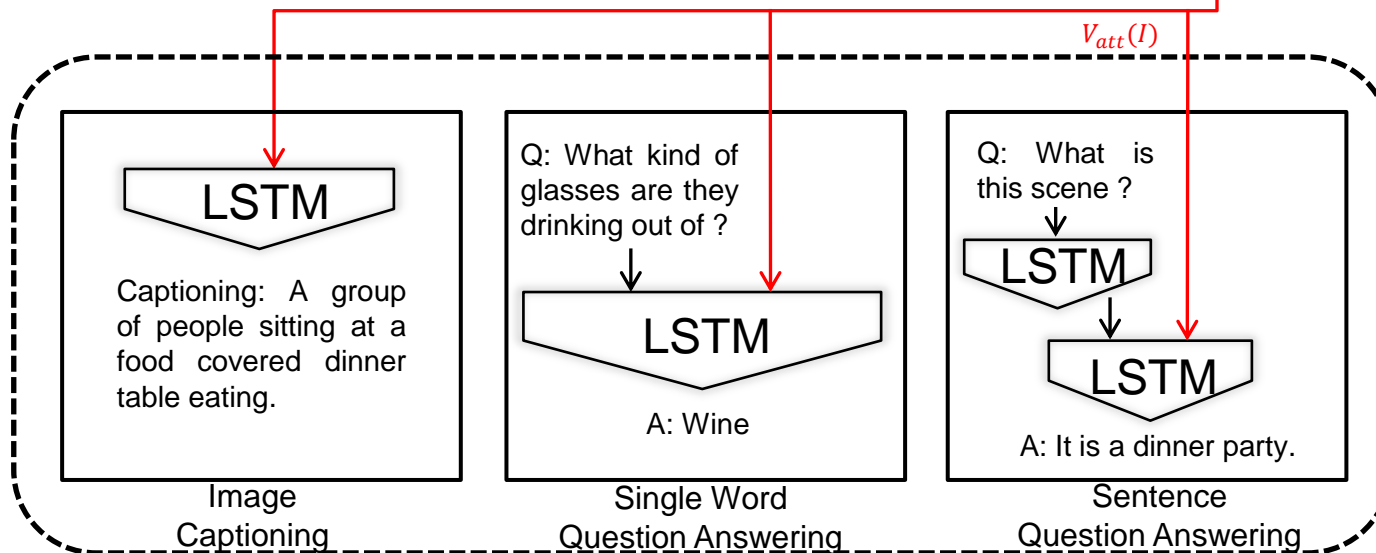 V_att(I)
LSTM
Captioning: A group
of people sitting at a
food covered dinner
table eating.
Image
Captioning
Q: What kind of
glasses are they
drinking out of ?
LSTM
A: Wine
Single Word
Question Answering
Q: What is
this scene ?
LSTM
LSTM
A: It is a dinner party.
Sentence
Question Answering